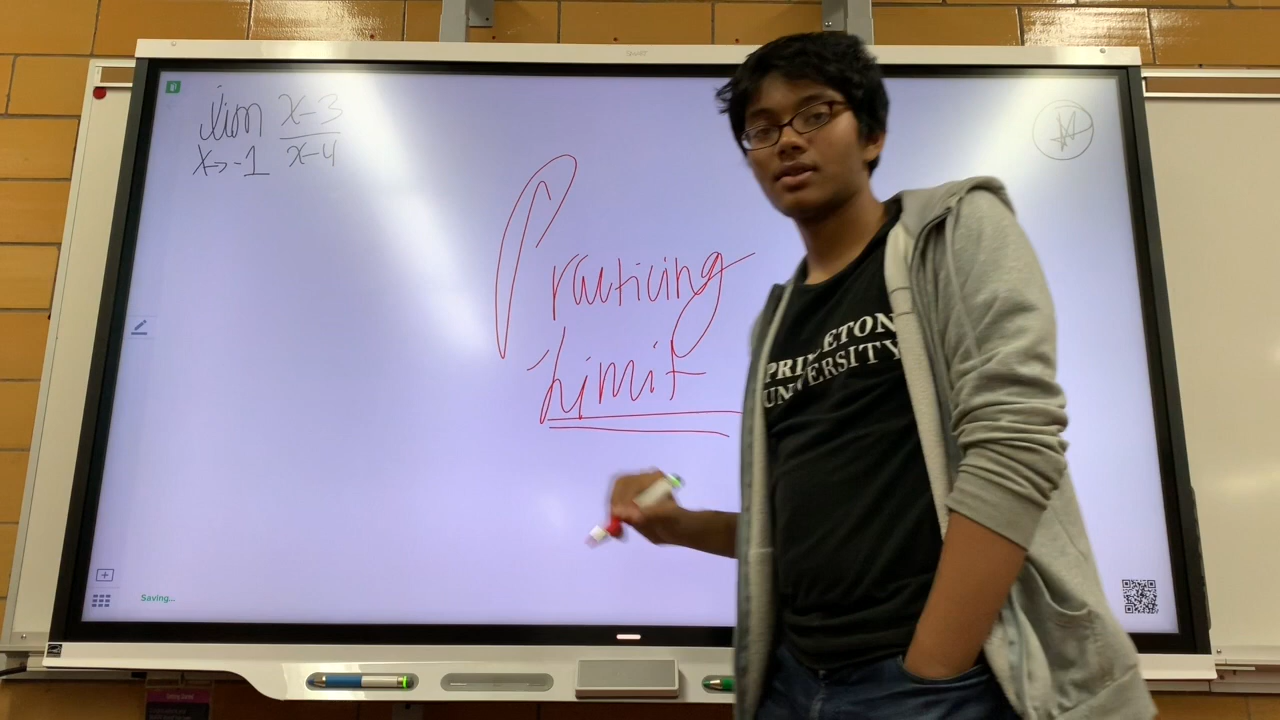 lim x-3
x→-1 x-4
Practicing
Limit
PRINCETON
UNIVERSITY
Saving...